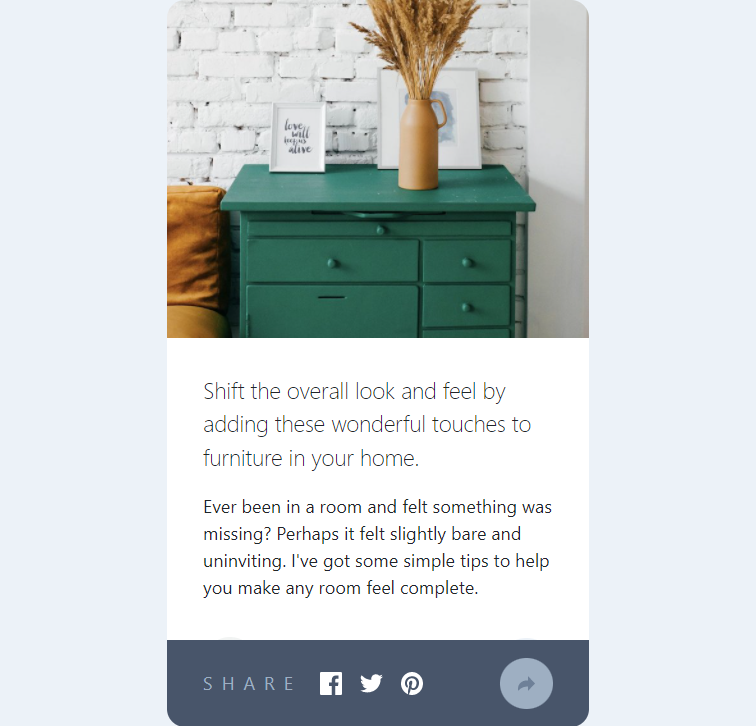 love
will
keep us
alive
Shift the overall look and feel by
adding these wonderful touches to
furniture in your home.
Ever been in a room and felt something was
missing? Perhaps it felt slightly bare and
uninviting. I've got some simple tips to help
you make any room feel complete.
SHARE